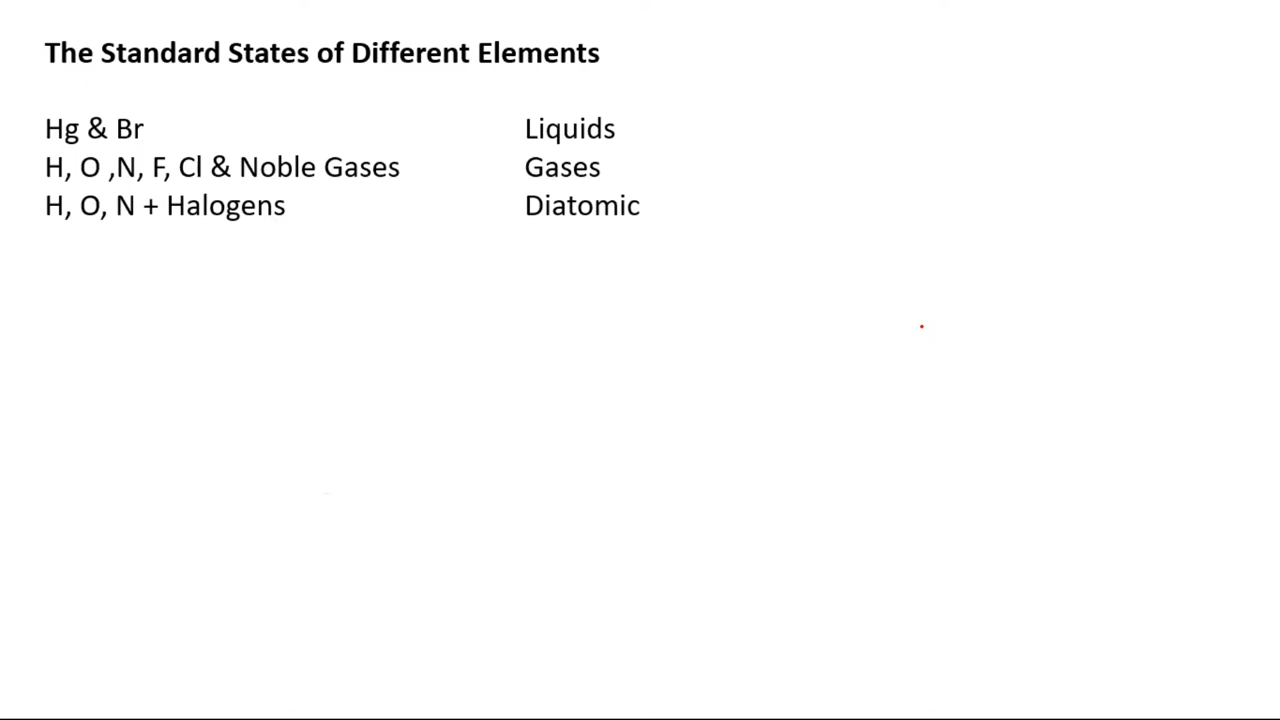 The Standard States of Different Elements
Hg & Br Liquids
H, O ,N, F, Cl & Noble Gases Gases
H, O, N + Halogens Diatomic